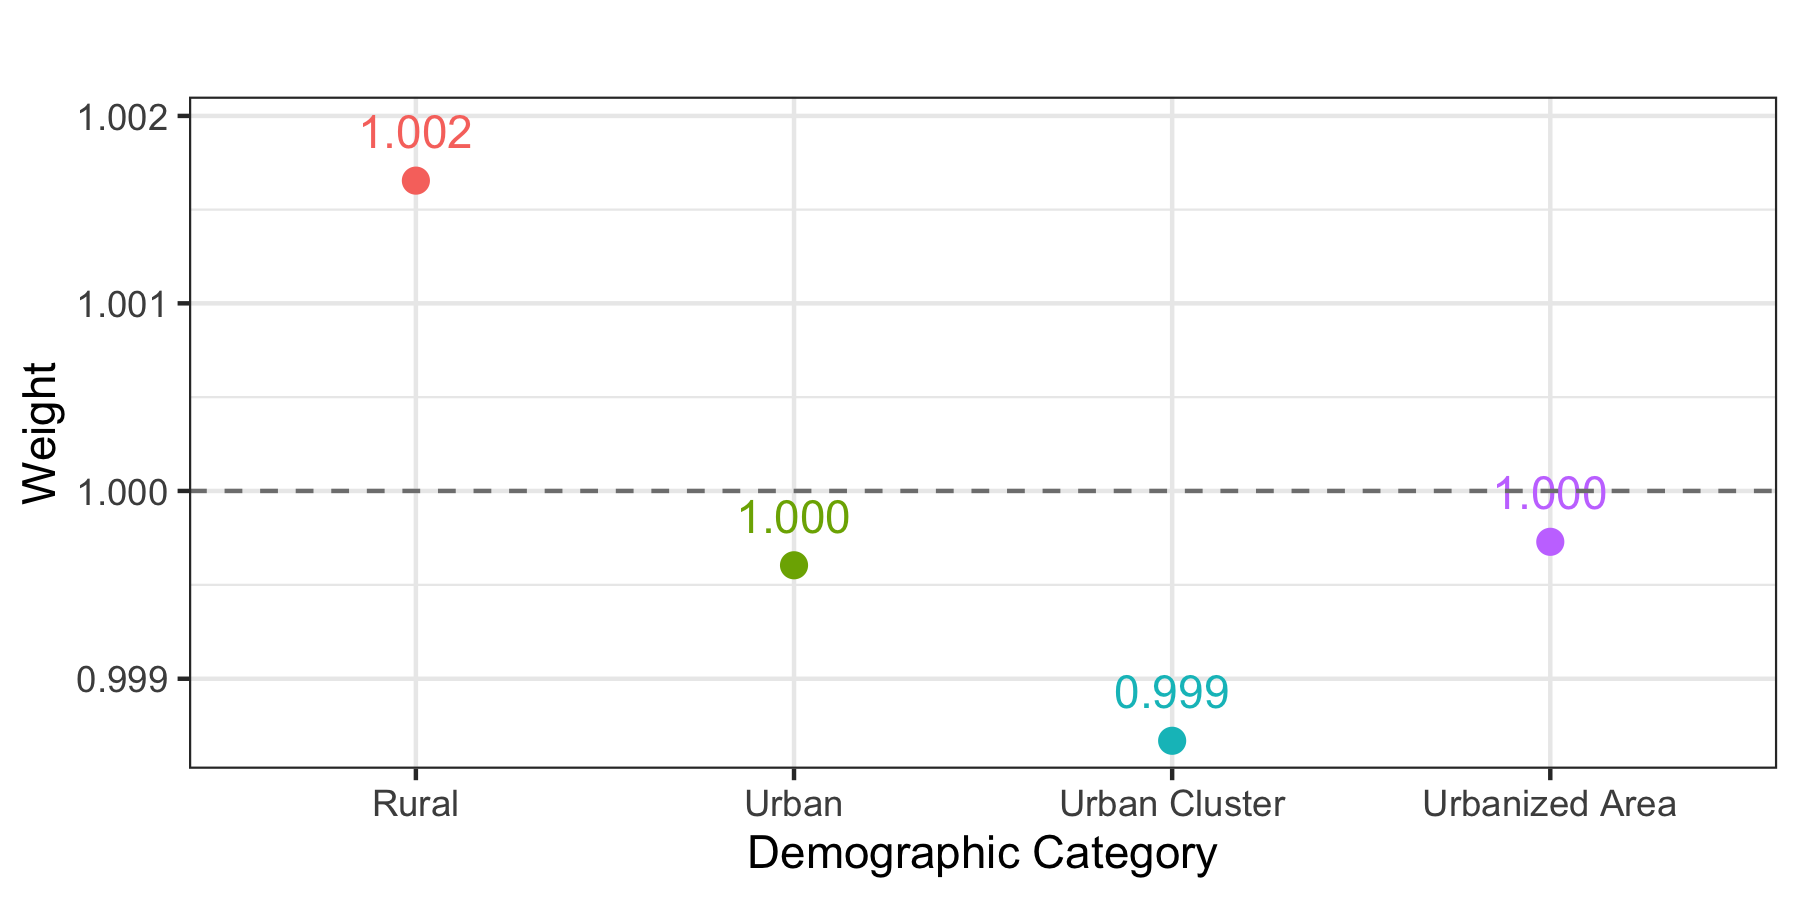 1.002
1.001
1.000
0.999
Weight
1.002
1.000
0.999
1.000
Rural
Urban
Urban Cluster
Urbanized Area
Demographic Category